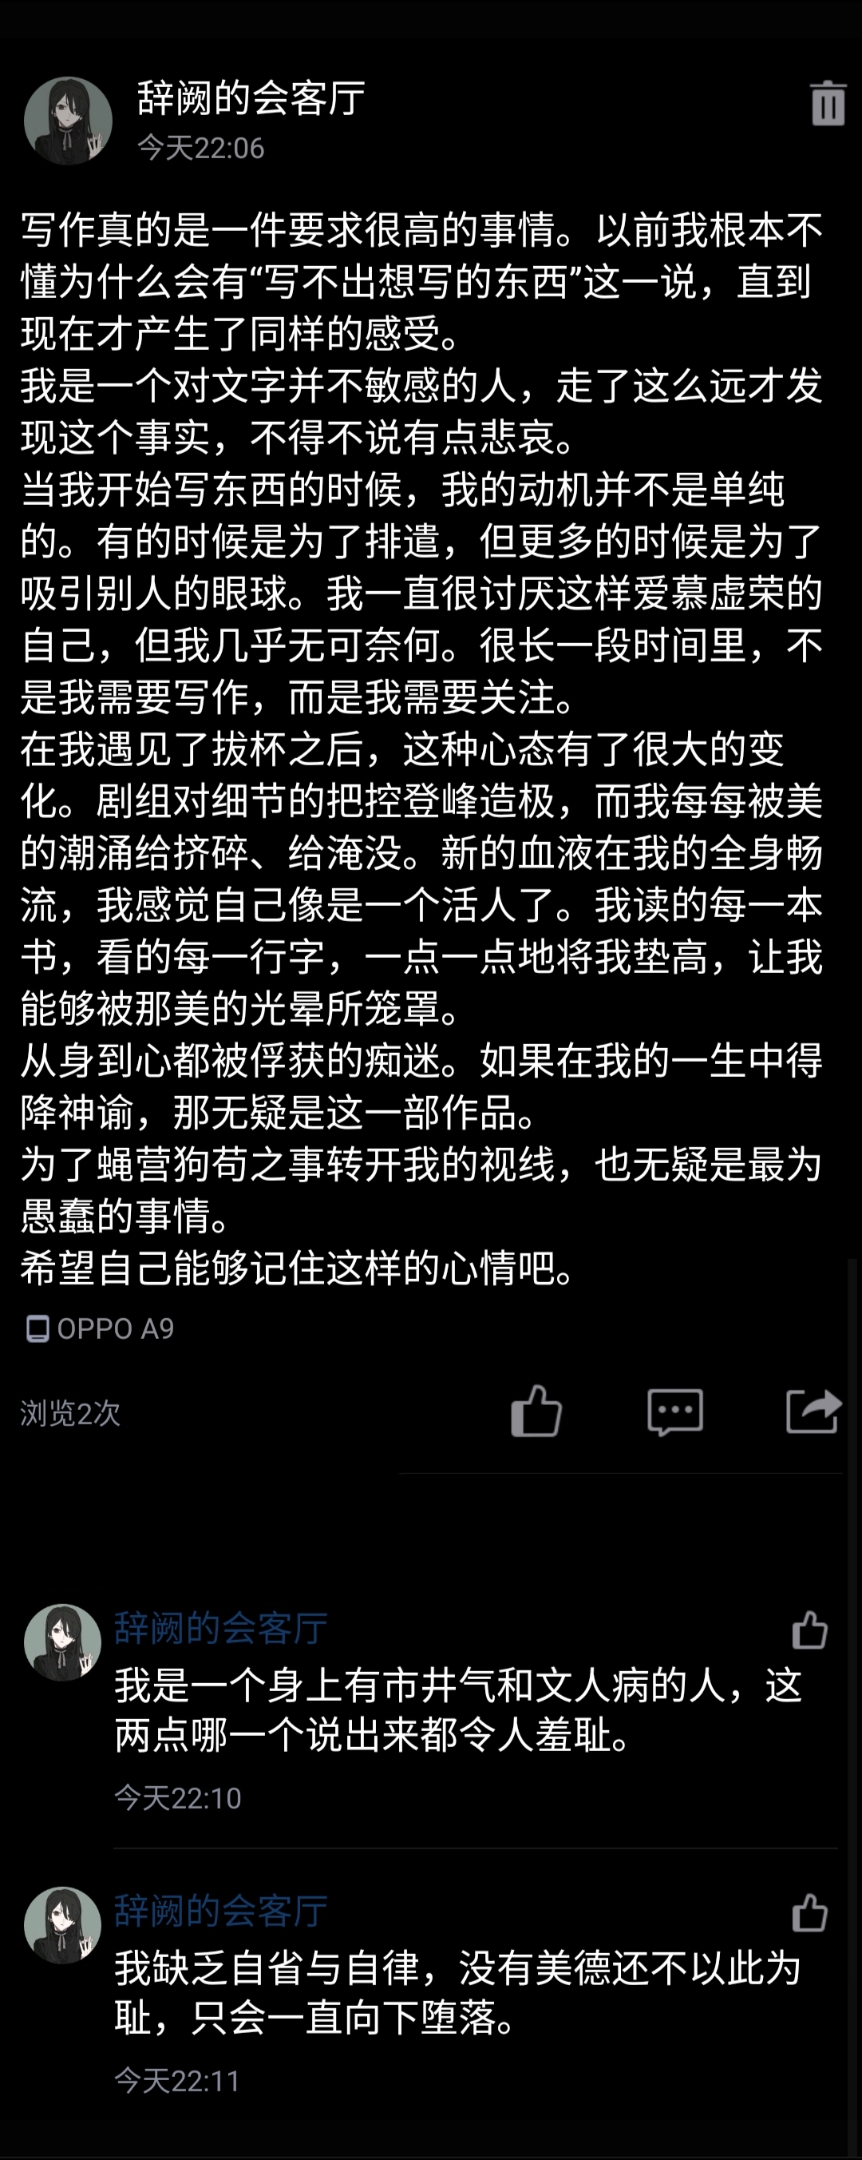 辞阙的会客厅
今天22:06
写作真的是一件要求很高的事情。以前我根本不
懂为什么会有“写不出想写的东西”这一说，直到
现在才产生了同样的感受。
我是一个对文字并不敏感的人，走了这么远才发
现这个事实，不得不说有点悲哀。
当我开始写东西的时候，我的动机并不是单纯
的。有的时候是为了排遣，但更多的时候是为了
吸引别人的眼球。我一直很讨厌这样爱慕虚荣的
自己，但我几乎无可奈何。很长一段时间里，不
是我需要写作，而是我需要关注。
在我遇见了拔杯之后，这种心态有了很大的变
化。剧组对细节的把控登峰造极，而我每每被美
的潮涌给挤碎、给淹没。新的血液在我的全身畅
流，我感觉自己像是一个活人了。我读的每一本
书，看的每一行字，一点一点地将我垫高，让我
能够被那美的光晕所笼罩。
从身到心都被俘获的痴迷。如果在我的一生中得
降神谕，那无疑是这一部作品。
为了蝇营狗苟之事转开我的视线，也无疑是最为
愚蠢的事情。
希望自己能够记住这样的心情吧。
OPPO A9
浏览2次
辞阙的会客厅
我是一个身上有市井气和文人病的人，这
两点哪一个说出来都令人羞耻。
今天22:10
辞阙的会客厅
我缺乏自省与自律，没有美德还不以此为
耻，只会一直向下堕落。
今天22:11